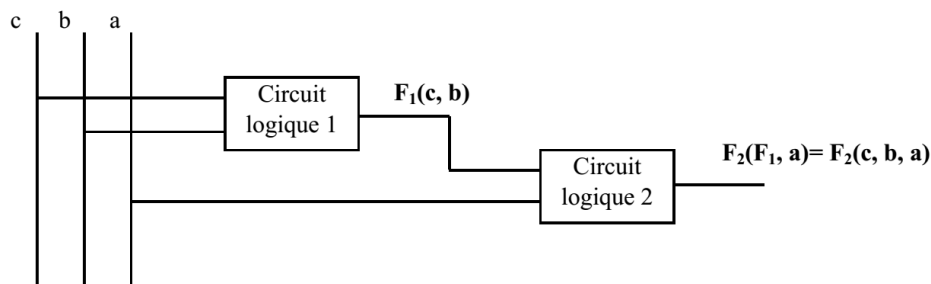 c b a
Circuit
logique 1
F₁(c, b)
Circuit
logique 2
F₂(F₁, a)= F₂(c, b, a)